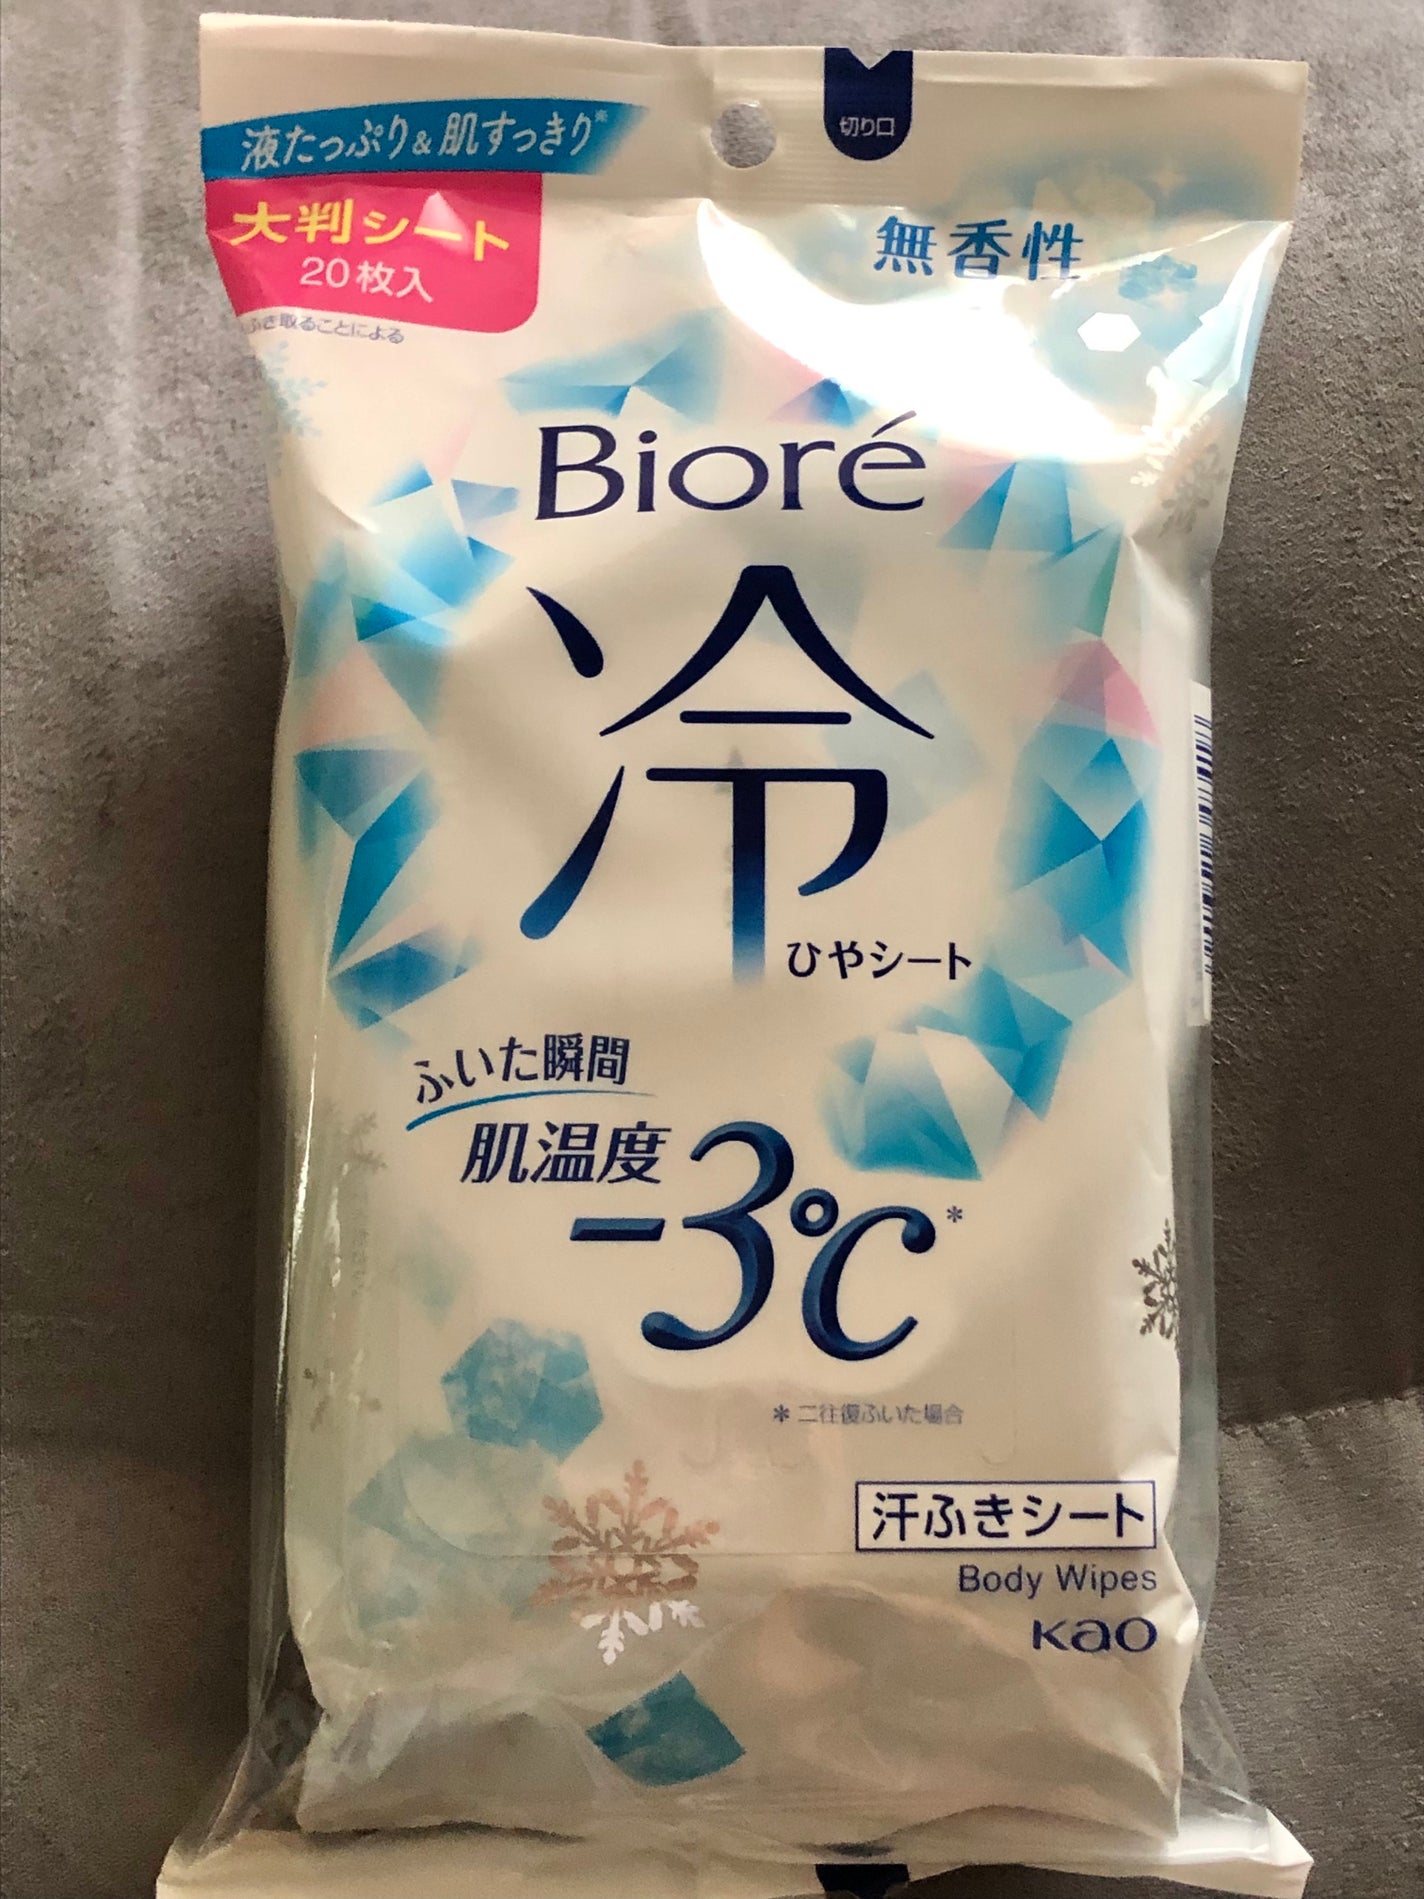 液たっぷり&肌すっきり※
切り口
大判シート
20枚入
ふき取ることによる
無香性
Bioré
冷
ひやシート
ふいた瞬間
肌温度
-3℃*
* 二往復ふいた場合
汗ふきシート
Body Wipes
Kao